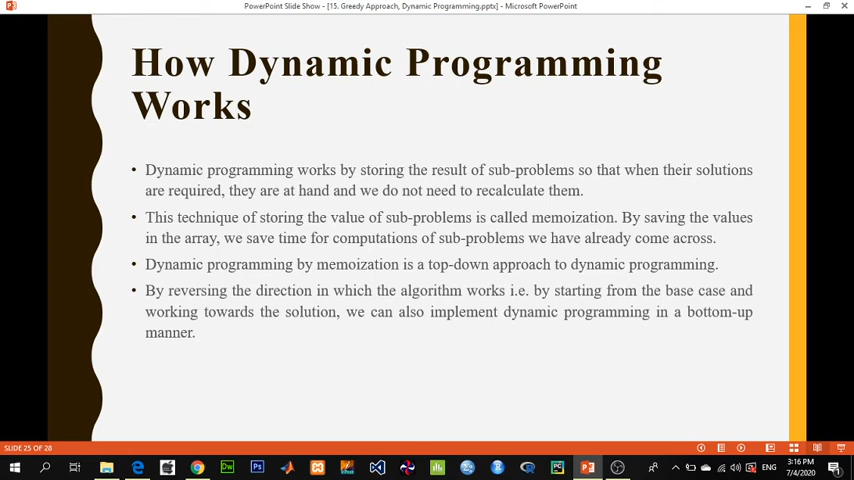 PowerPoint Slide Show - [15. Greedy Approach, Dynamic Programming.pptx] - Microsoft PowerPoint
How Dynamic Programming
Works
• Dynamic programming works by storing the result of sub-problems so that when their solutions
are required, they are at hand and we do not need to recalculate them.
• This technique of storing the value of sub-problems is called memoization. By saving the values
in the array, we save time for computations of sub-problems we have already come across.
• Dynamic programming by memoization is a top-down approach to dynamic programming.
• By reversing the direction in which the algorithm works i.e. by starting from the base case and
working towards the solution, we can also implement dynamic programming in a bottom-up
manner.
SLIDE 25 OF 28
Dw
Ps
PC
ENG
3:16 PM
7/4/2020